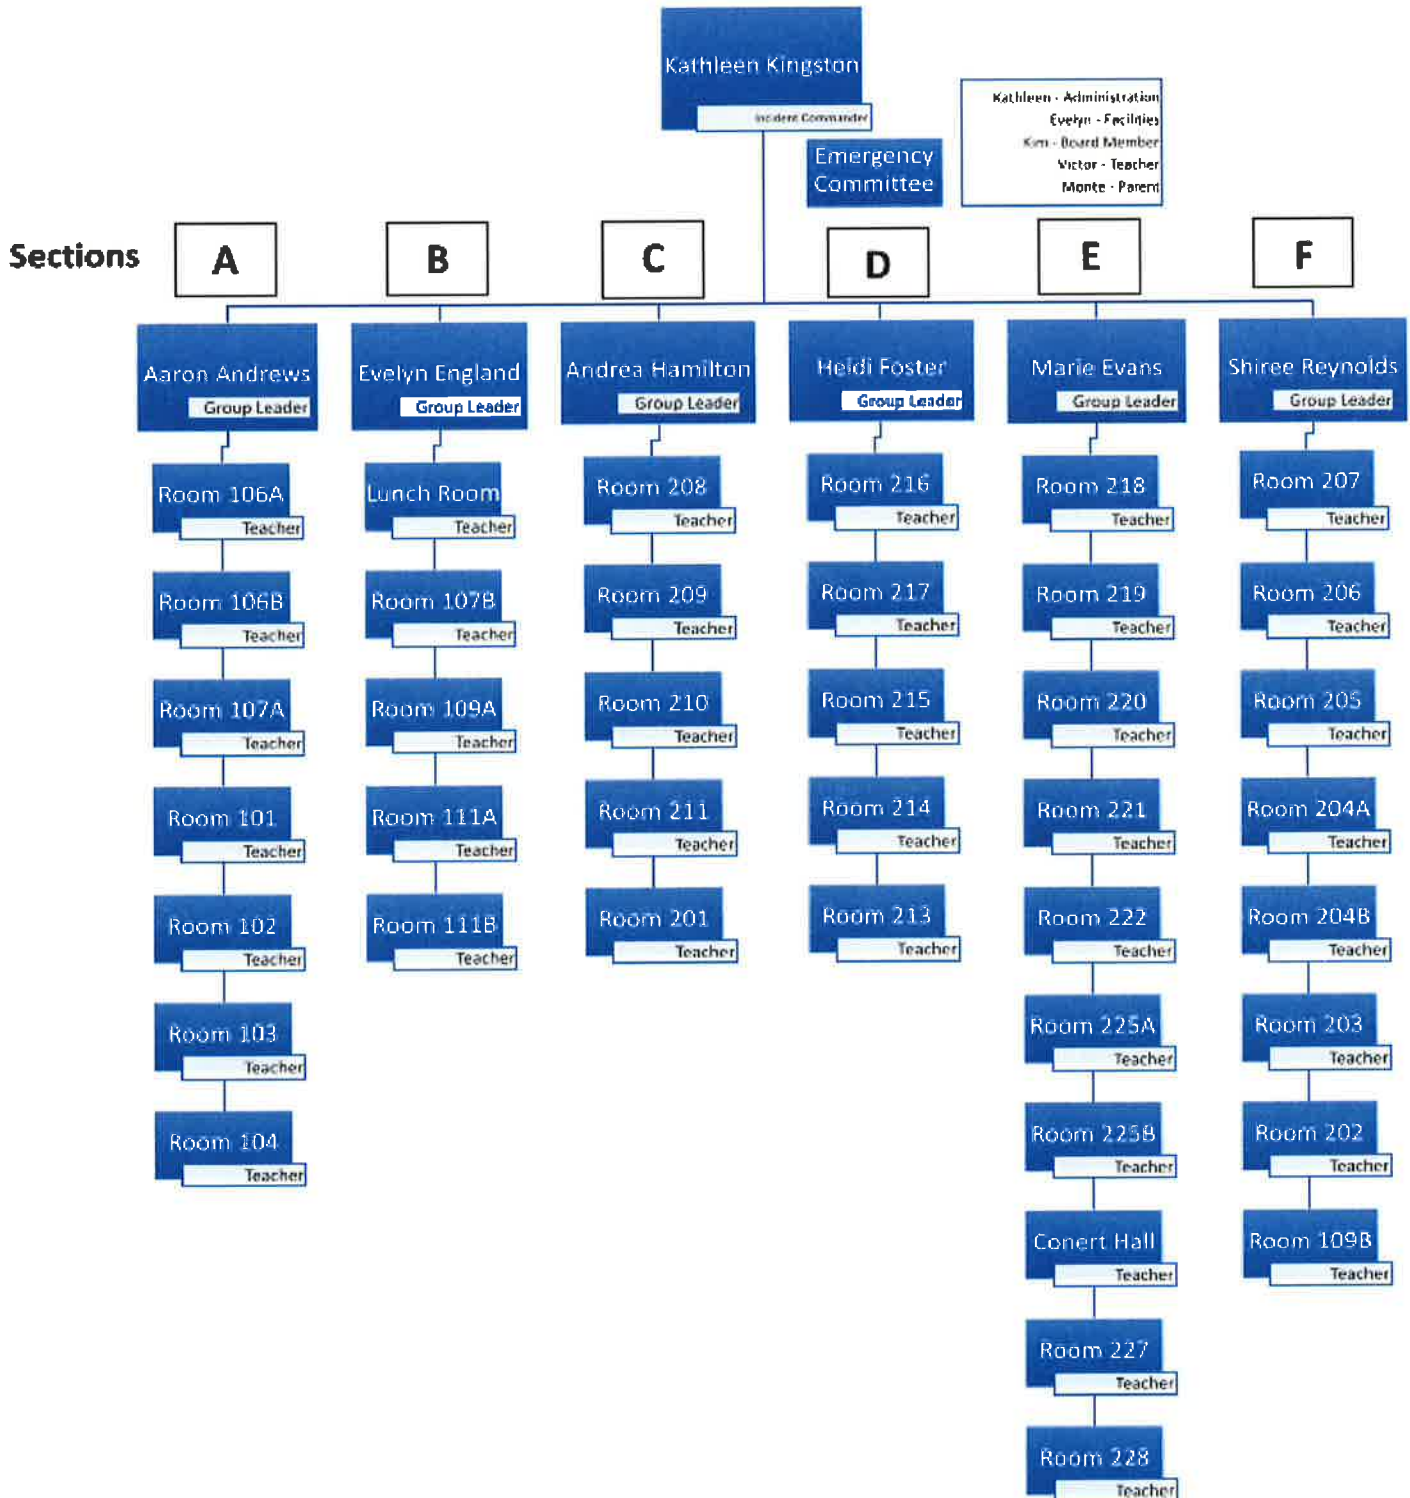 Kathleen Kingston
Incident Commander
Emergency
Committee
Kathleen - Administration
Evelyn - Facilities
Kim - Board Member
Victor - Teacher
Monte - Parent
Sections
A
B
C
D
E
F
Aaron Andrews
Group Leader
Room 106A
Teacher
Room 106B
Teacher
Room 107A
Teacher
Room 101
Teacher
Room 102
Teacher
Room 103
Teacher
Room 104
Teacher
Evelyn England
Group Leader
Lunch Room
Teacher
Room 107B
Teacher
Room 109A
Teacher
Room 111A
Teacher
Room 111B
Teacher
Andrea Hamilton
Group Leader
Room 208
Teacher
Room 209
Teacher
Room 210
Teacher
Room 211
Teacher
Room 201
Teacher
Heidi Foster
Group Leader
Room 216
Teacher
Room 217
Teacher
Room 215
Teacher
Room 214
Teacher
Room 213
Teacher
Marie Evans
Group Leader
Room 218
Teacher
Room 219
Teacher
Room 220
Teacher
Room 221
Teacher
Room 222
Teacher
Room 225A
Teacher
Room 225B
Teacher
Conert Hall
Teacher
Room 227
Teacher
Room 228
Teacher
Shiree Reynolds
Group Leader
Room 207
Teacher
Room 206
Teacher
Room 205
Teacher
Room 204A
Teacher
Room 204B
Teacher
Room 203
Teacher
Room 202
Teacher
Room 109B
Teacher